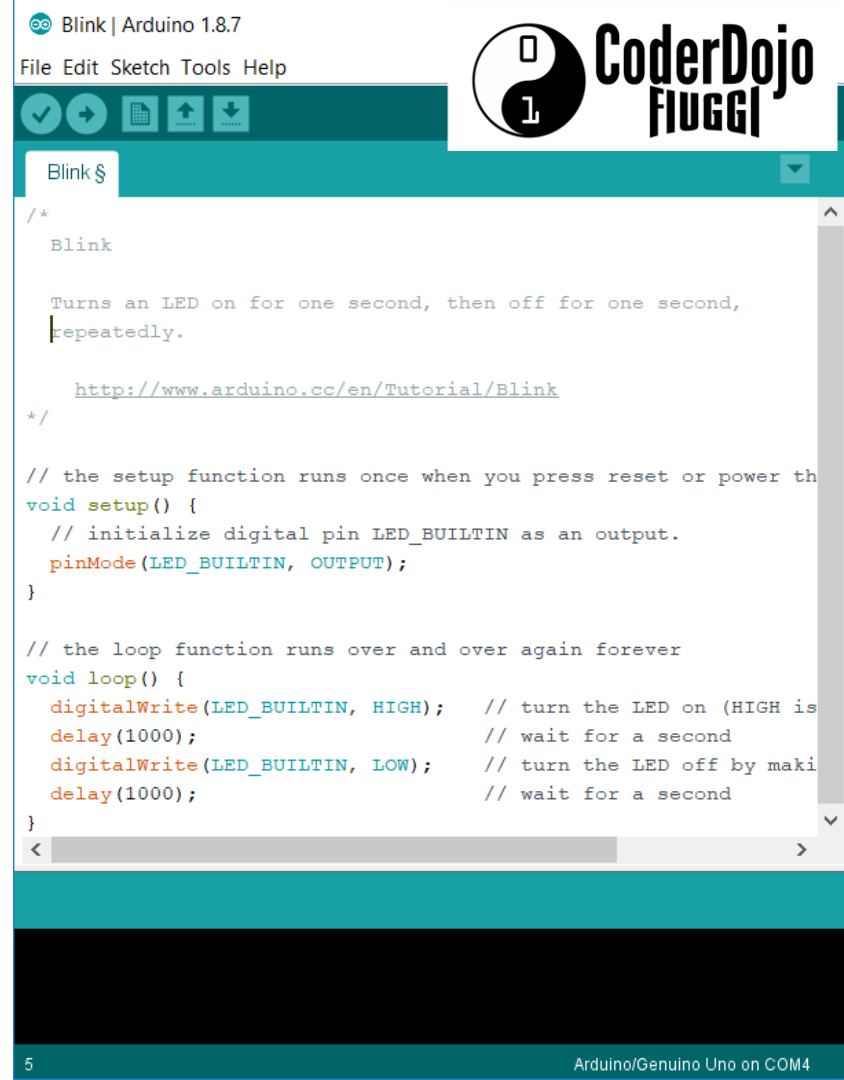 Blink | Arduino 1.8.7
File Edit Sketch Tools Help
0
1
CoderDojo
FIUGGI
Blink §
/*
  Blink

  Turns an LED on for one second, then off for one second,
  repeatedly.

    http://www.arduino.cc/en/Tutorial/Blink
*/

// the setup function runs once when you press reset or power th
void setup() {
  // initialize digital pin LED_BUILTIN as an output.
  pinMode(LED_BUILTIN, OUTPUT);
}

// the loop function runs over and over again forever
void loop() {
  digitalWrite(LED_BUILTIN, HIGH);   // turn the LED on (HIGH is
  delay(1000);                       // wait for a second
  digitalWrite(LED_BUILTIN, LOW);    // turn the LED off by maki
  delay(1000);                       // wait for a second
}
5
Arduino/Genuino Uno on COM4